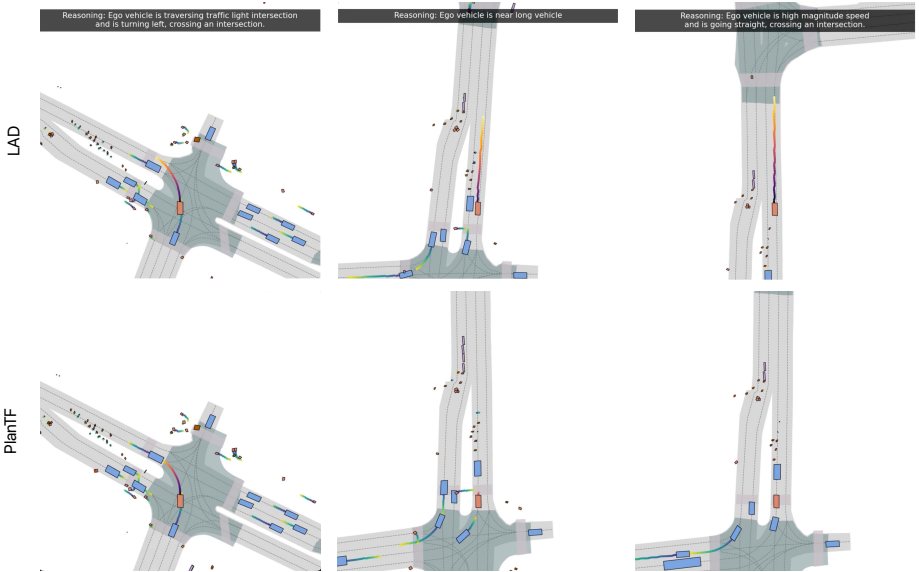 Reasoning: Ego vehicle is traversing traffic light intersection
and is turning left, crossing an intersection.
Reasoning: Ego vehicle is near long vehicle
Reasoning: Ego vehicle is high magnitude speed
and is going straight, crossing an intersection.
LAD
PlanTF